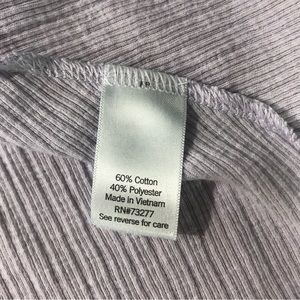 60% Cotton
40% Polyester
Made in Vietnam
RN#73277
See reverse for care